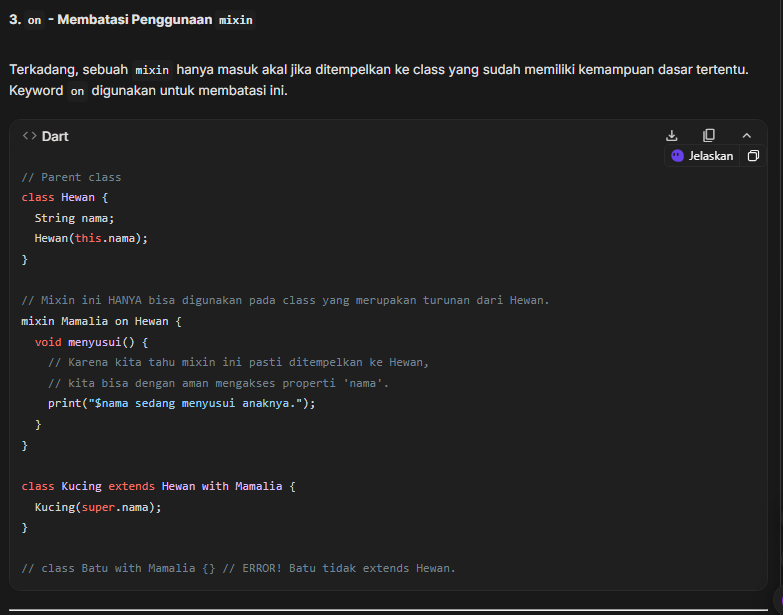 3. on - Membatasi Penggunaan mixin
Terkadang, sebuah mixin hanya masuk akal jika ditempelkan ke class yang sudah memiliki kemampuan dasar tertentu.
Keyword on digunakan untuk membatasi ini.
<> Dart
Jelaskan
// Parent class
class Hewan {
  String nama;
  Hewan(this.nama);
}
// Mixin ini HANYA bisa digunakan pada class yang merupakan turunan dari Hewan.
mixin Mamalia on Hewan {
  void menyusui() {
    // Karena kita tahu mixin ini pasti ditempelkan ke Hewan,
    // kita bisa dengan aman mengakses properti 'nama'.
    print("$nama sedang menyusui anaknya.");
  }
}
class Kucing extends Hewan with Mamalia {
  Kucing(super.nama);
}
// class Batu with Mamalia {} // ERROR! Batu tidak extends Hewan.